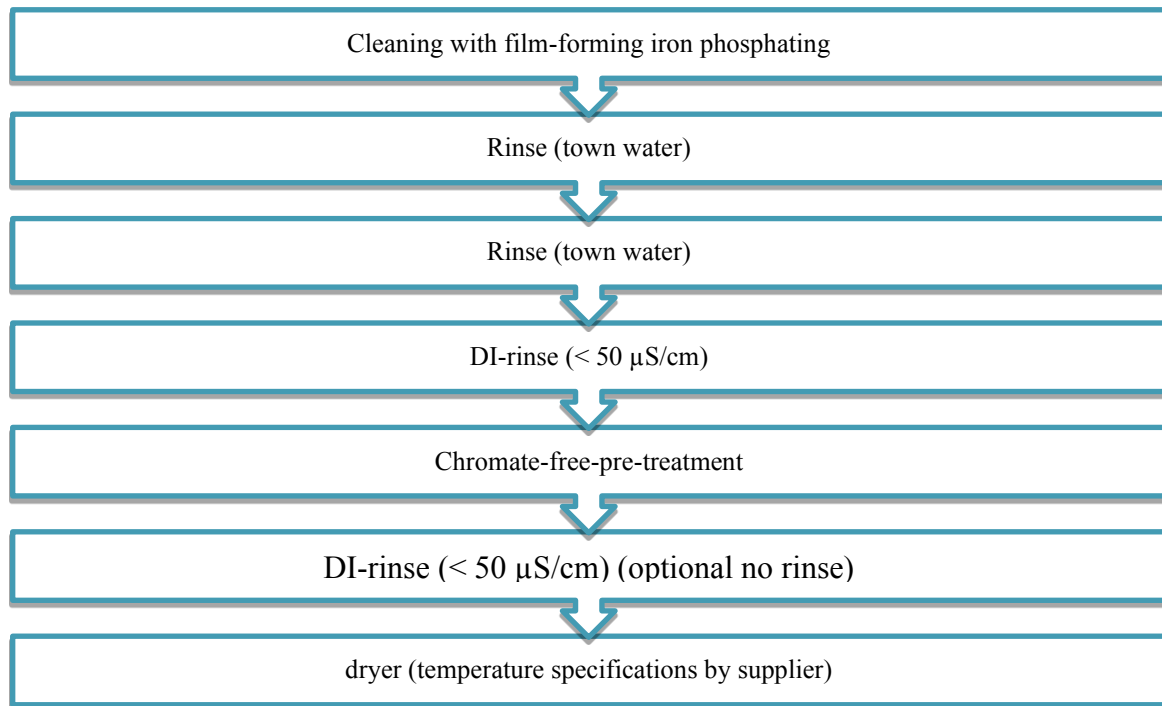 Cleaning with film-forming iron phosphating
Rinse (town water)
Rinse (town water)
DI-rinse (< 50 µS/cm)
Chromate-free-pre-treatment
DI-rinse (< 50 µS/cm) (optional no rinse)
dryer (temperature specifications by supplier)